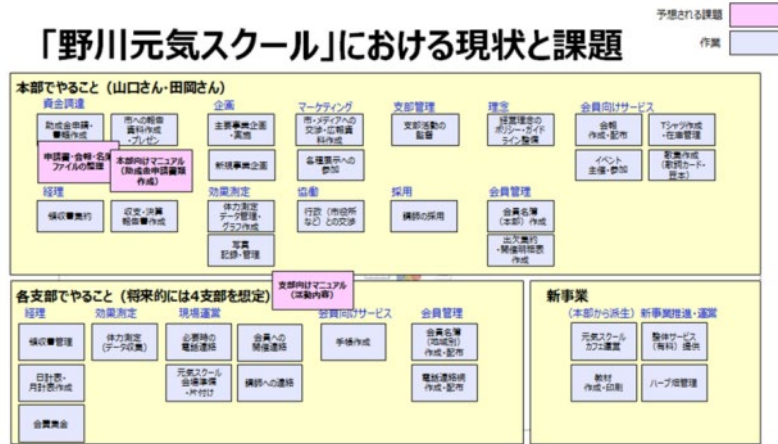 予想される課題
作業
「野川元気スクール」における現状と課題
本部でやること（山口さん・田岡さん）
資金調達
企画
マーケティング
支部管理
理念
会員向けサービス
助成金申請・
書類作成
市への報告
資料作成
・プレゼン
主要事業企画
・実施
市・メディアへの
交渉・広報資
料作成
支部活動の
監督
経営理念の
ポリシー・ガイド
ライン整備
会報
作成・配布
Tシャツ作成
・在庫管理
申請書・会報・名簿
ファイルの整理
本部向けマニュアル
（助成金申請書類
作成）
新規事業企画
各種展示への
参加
イベント
主催・参加
歌集作成
（歌詞カード・
豆本）
経理
効果測定
協働
採用
会員管理
領収書集約
収支・決算
報告書作成
体力測定
データ管理・
グラフ作成
行政（市役所
など）との交渉
講師の採用
会員名簿
（本部）作成
写真
記録・管理
出欠集約
・開催明細表
作成
支部向けマニュアル
（活動内容）
各支部でやること（将来的には4支部を想定）
経理
効果測定
現場運営
会員向けサービス
会員管理
領収書管理
体力測定
（データ収集）
必要時の
電話連絡
会員への
開催連絡
手帳作成
会員名簿
（地域別）
作成・配布
日計表・
月計表作成
元気スクール
会場準備
・片付け
講師への連絡
電話連絡網
作成・配布
会費集金
新事業
（本部から派生）
新事業推進・運営
元気スクール
カフェ運営
整体サービス
（有料）提供
教材
作成・印刷
ハーブ畑管理